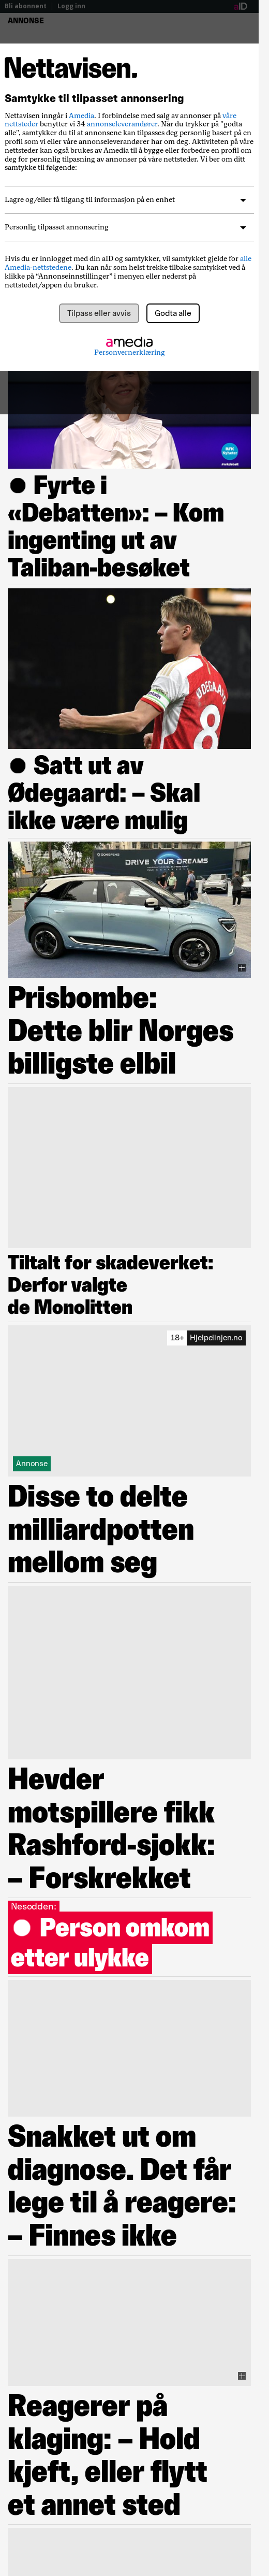 Bli abonnent | Logg inn
aID
ANNONSE
Nettavisen.
Samtykke til tilpasset annonsering
Nettavisen inngår i Amedia. I forbindelse med salg av annonser på våre
nettsteder benytter vi 34 annonseleverandører. Når du trykker på "godta
alle", samtykker du til at annonsene kan tilpasses deg personlig basert på en
profil som vi eller våre annonseleverandører har om deg. Aktiviteten på våre
nettsteder kan også brukes av Amedia til å bygge eller forbedre en profil om
deg for personlig tilpasning av annonser på våre nettsteder. Vi ber om ditt
samtykke til følgende:
Lagre og/eller få tilgang til informasjon på en enhet
Personlig tilpasset annonsering
Hvis du er innlogget med din aID og samtykker, vil samtykket gjelde for alle
Amedia-nettstedene. Du kan når som helst trekke tilbake samtykket ved å
klikke på “Annonseinnstillinger” i menyen eller nederst på
nettstedet/appen du bruker.
Tilpass eller avvis
Godta alle
amedia
Personvernerklæring
Fyrte i
«Debatten»: – Kom
ingenting ut av
Taliban-besøket
ØDEGAARD
8
Satt ut av
Ødegaard: – Skal
ikke være mulig
DRIVE YOUR DREAMS
Prisbombe:
Dette blir Norges
billigste elbil
Tiltalt for skadeverket:
Derfor valgte
de Monolitten
18+ Hjelpelinjen.no
Annonse
Disse to delte
milliardpotten
mellom seg
Hevder
motspillere fikk
Rashford-sjokk:
– Forskrekket
Nesodden:
Person omkom
etter ulykke
Snakket ut om
diagnose. Det får
lege til å reagere:
– Finnes ikke
Reagerer på
klaging: – Hold
kjeft, eller flytt
et annet sted